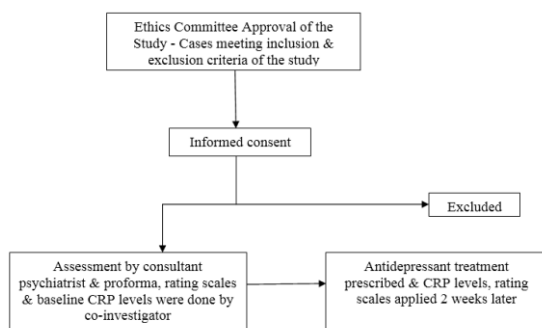 Ethics Committee Approval of the
Study - Cases meeting inclusion &
exclusion criteria of the study
Informed consent
Excluded
Assessment by consultant
psychiatrist & proforma, rating scales
& baseline CRP levels were done by
co-investigator
Antidepressant treatment
prescribed & CRP levels, rating
scales applied 2 weeks later